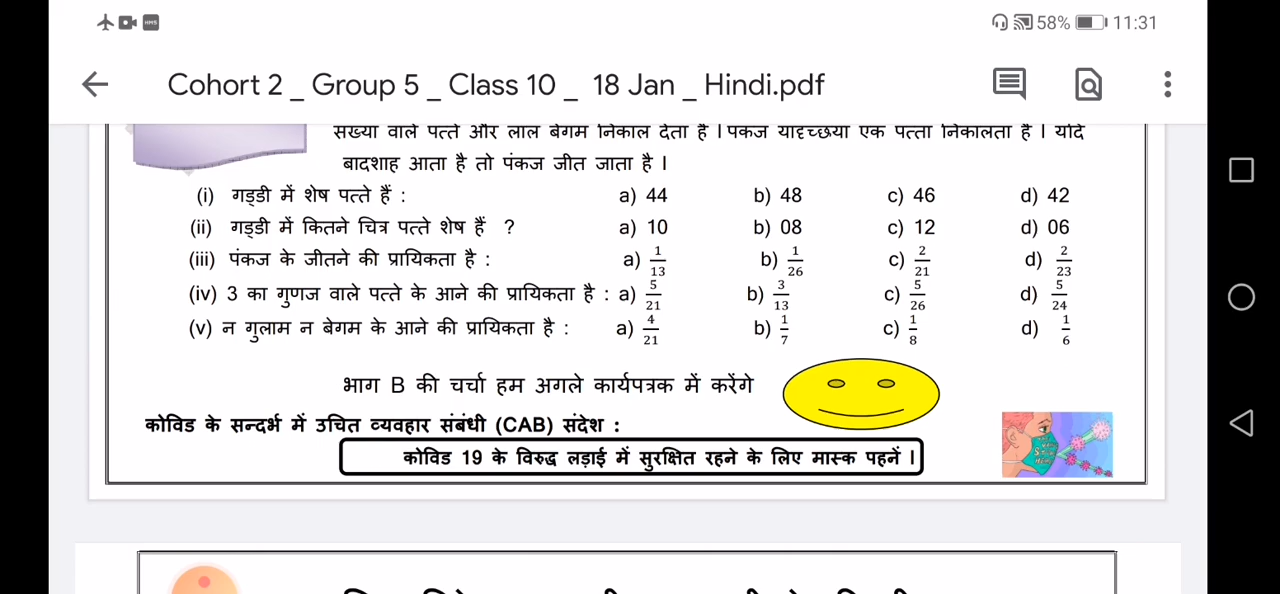 HMS 58% 11:31
Cohort 2 _ Group 5 _ Class 10 _ 18 Jan _ Hindi.pdf
संख्या वाले पत्ते और लाल बेगम निकाल देता है । पंकज यादृच्छया एक पत्ता निकालता है । यदि
बादशाह आता है तो पंकज जीत जाता है ।
(i) गड्डी में शेष पत्ते हैं : a) 44 b) 48 c) 46 d) 42
(ii) गड्डी में कितने चित्र पत्ते शेष हैं ? a) 10 b) 08 c) 12 d) 06
(iii) पंकज के जीतने की प्रायिकता है : a) 1/13 b) 1/26 c) 2/21 d) 2/23
(iv) 3 का गुणज वाले पत्ते के आने की प्रायिकता है : a) 5/21 b) 3/13 c) 5/26 d) 5/24
(v) न गुलाम न बेगम के आने की प्रायिकता है : a) 4/21 b) 1/7 c) 1/8 d) 1/6
भाग B की चर्चा हम अगले कार्यपत्रक में करेंगे
कोविड के सन्दर्भ में उचित व्यवहार संबंधी (CAB) संदेश :
कोविड 19 के विरुद्ध लड़ाई में सुरक्षित रहने के लिए मास्क पहनें ।